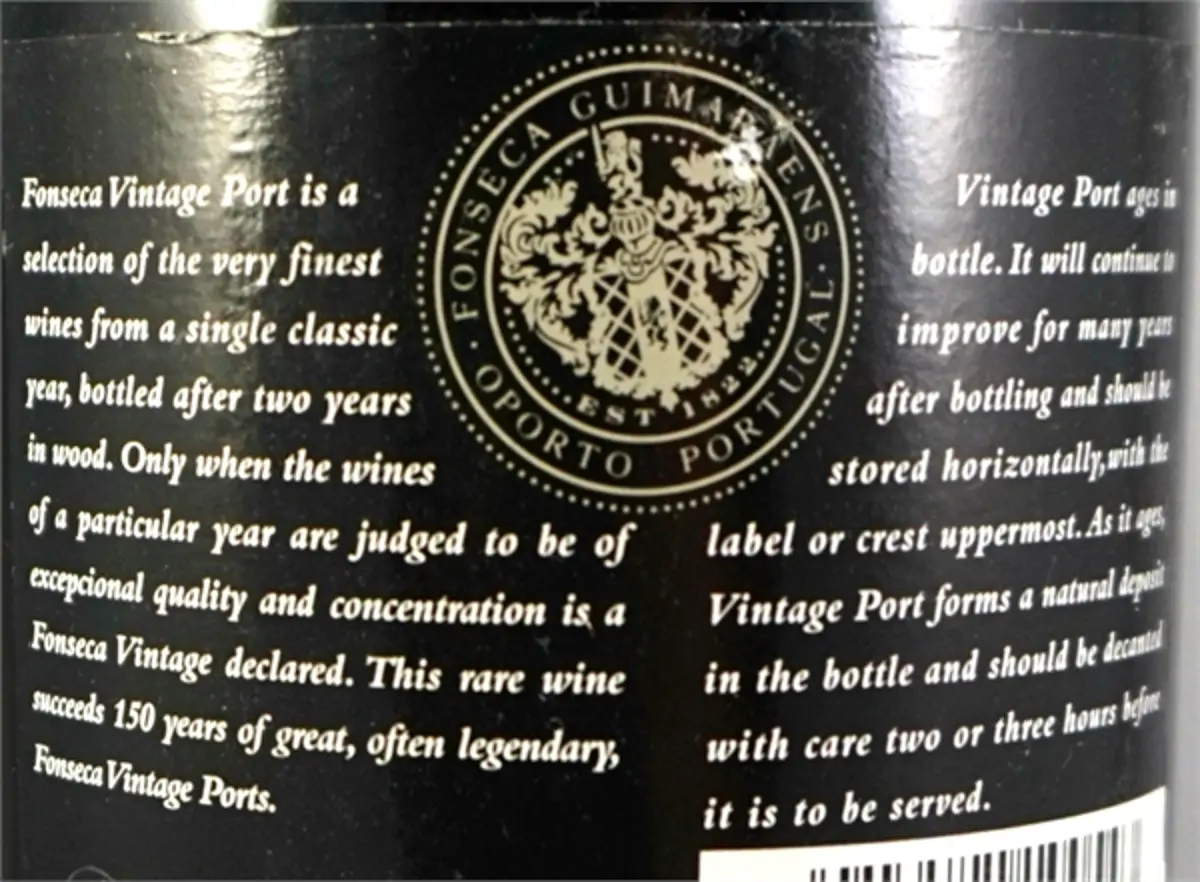 Fonseca Vintage Port is a
selection of the very finest
wines from a single classic
year, bottled after two years
in wood. Only when the wines
of a particular year are judged to be of
excepcional quality and concentration is a
Fonseca Vintage declared. This rare wine
succeeds 150 years of great, often legendary,
Fonseca Vintage Ports.
FONSECA GUIMARAENS
OPORTO PORTUGAL
EST 1822
Vintage Port ages in
bottle. It will continue to
improve for many years
after bottling and should be
stored horizontally, with the
label or crest uppermost. As it ages,
Vintage Port forms a natural deposit
in the bottle and should be decanted
with care two or three hours before
it is to be served.